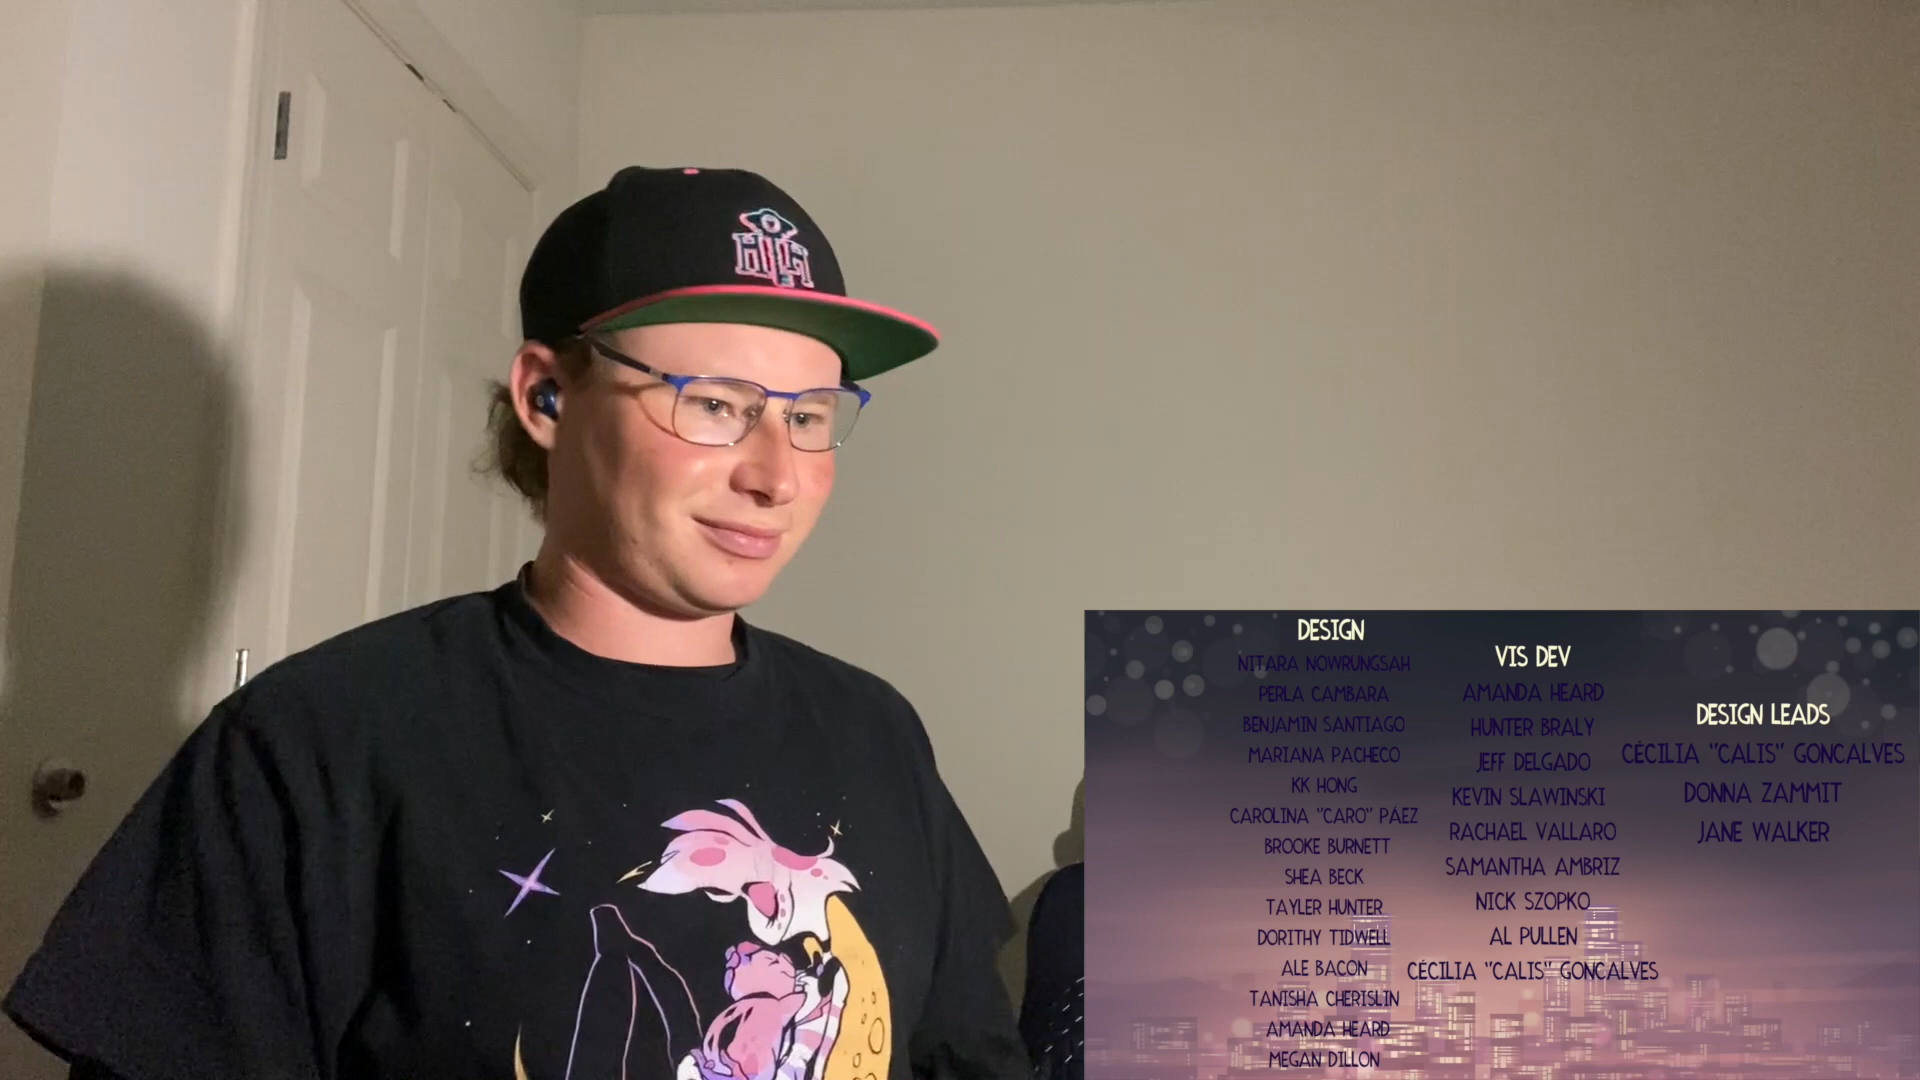 HH
DESIGN
NITARA NOWRUNGSAH
PERLA CAMBARA
BENJAMIN SANTIAGO
MARIANA PACHECO
KK HONG
CAROLINA "CARO" PÁEZ
BROOKE BURNETT
SHEA BECK
TAYLER HUNTER
DORITHY TIDWELL
ALE BACON
TANISHA CHERISLIN
AMANDA HEARD
MEGAN DILLON
VIS DEV
AMANDA HEARD
HUNTER BRALY
JEFF DELGADO
KEVIN SLAWINSKI
RACHAEL VALLARO
SAMANTHA AMBRIZ
NICK SZOPKO
AL PULLEN
CÉCILIA "CALIS" GONCALVES
DESIGN LEADS
CÉCILIA "CALIS" GONCALVES
DONNA ZAMMIT
JANE WALKER